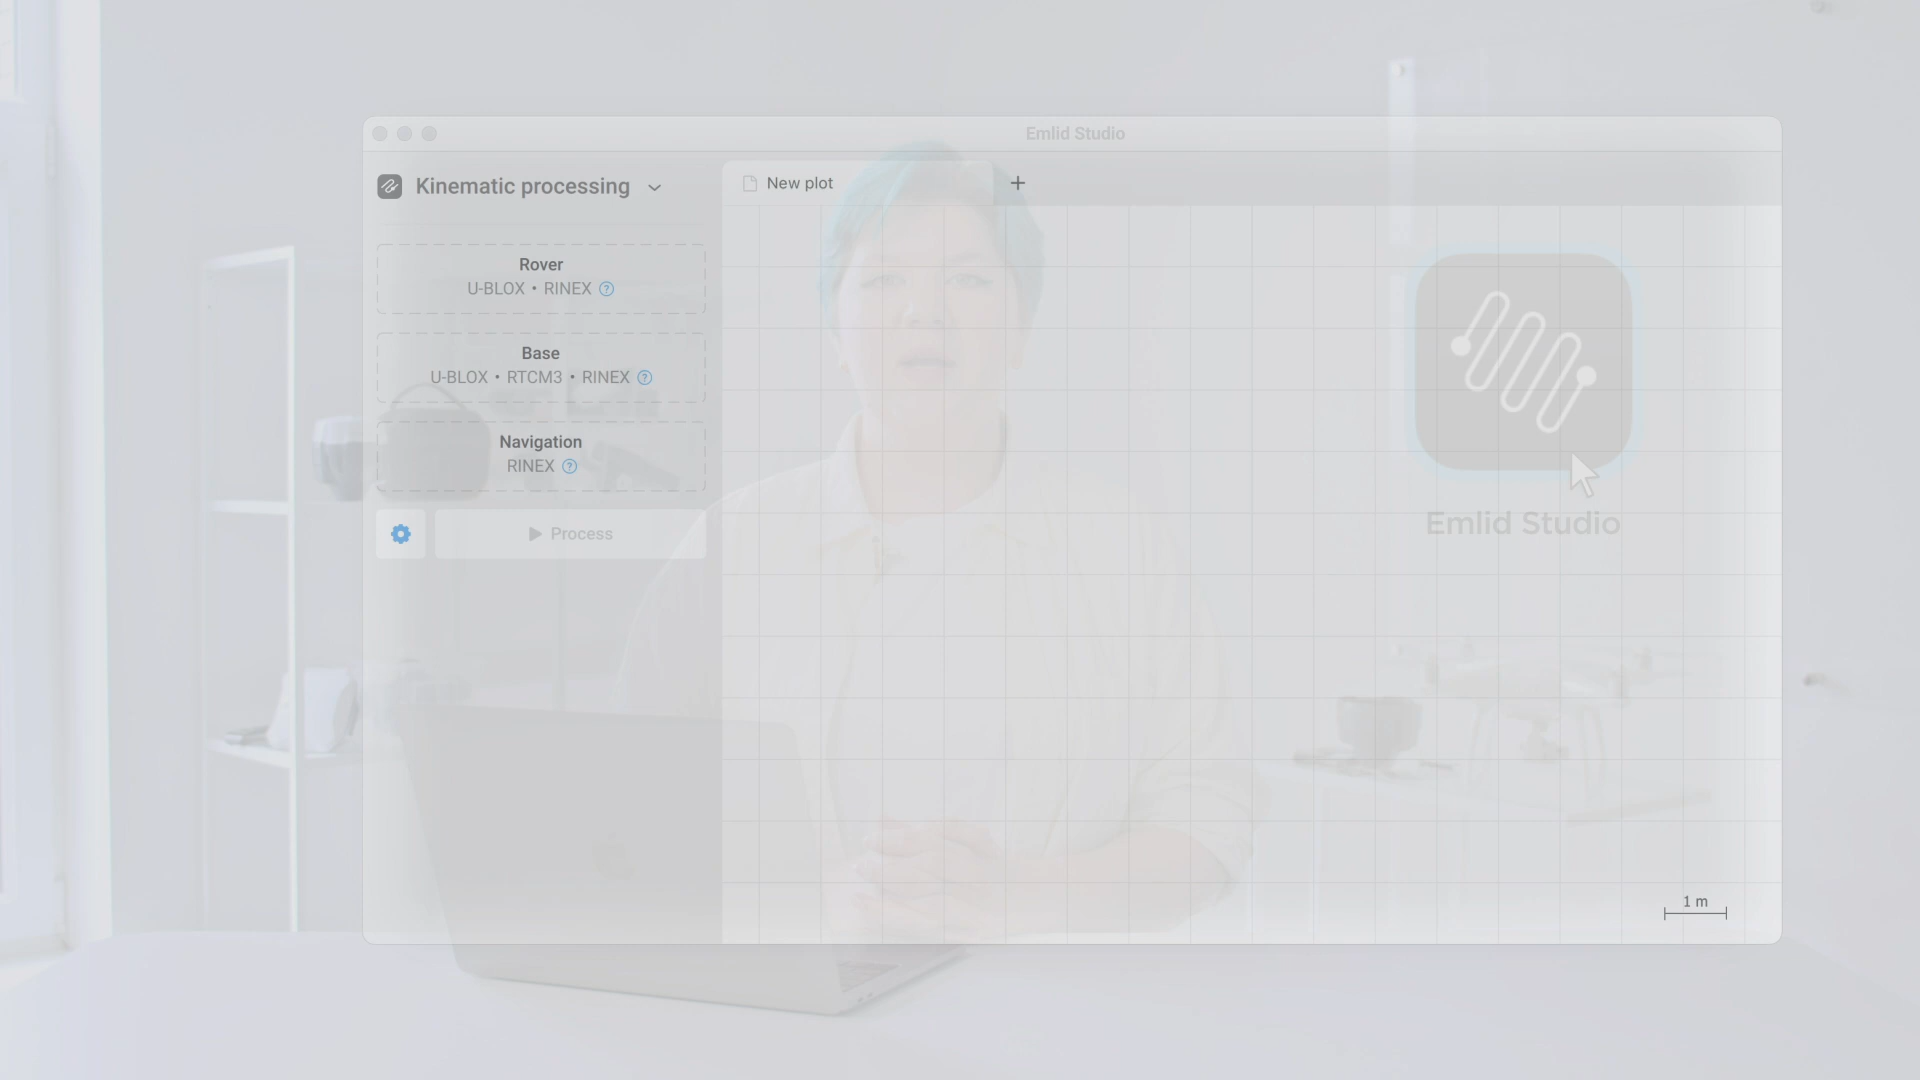 Emlid Studio
Kinematic processing
New plot
Rover
U-BLOX • RINEX ?
Base
U-BLOX • RTCM3 • RINEX ?
Navigation
RINEX ?
Process
Emlid Studio
1 m